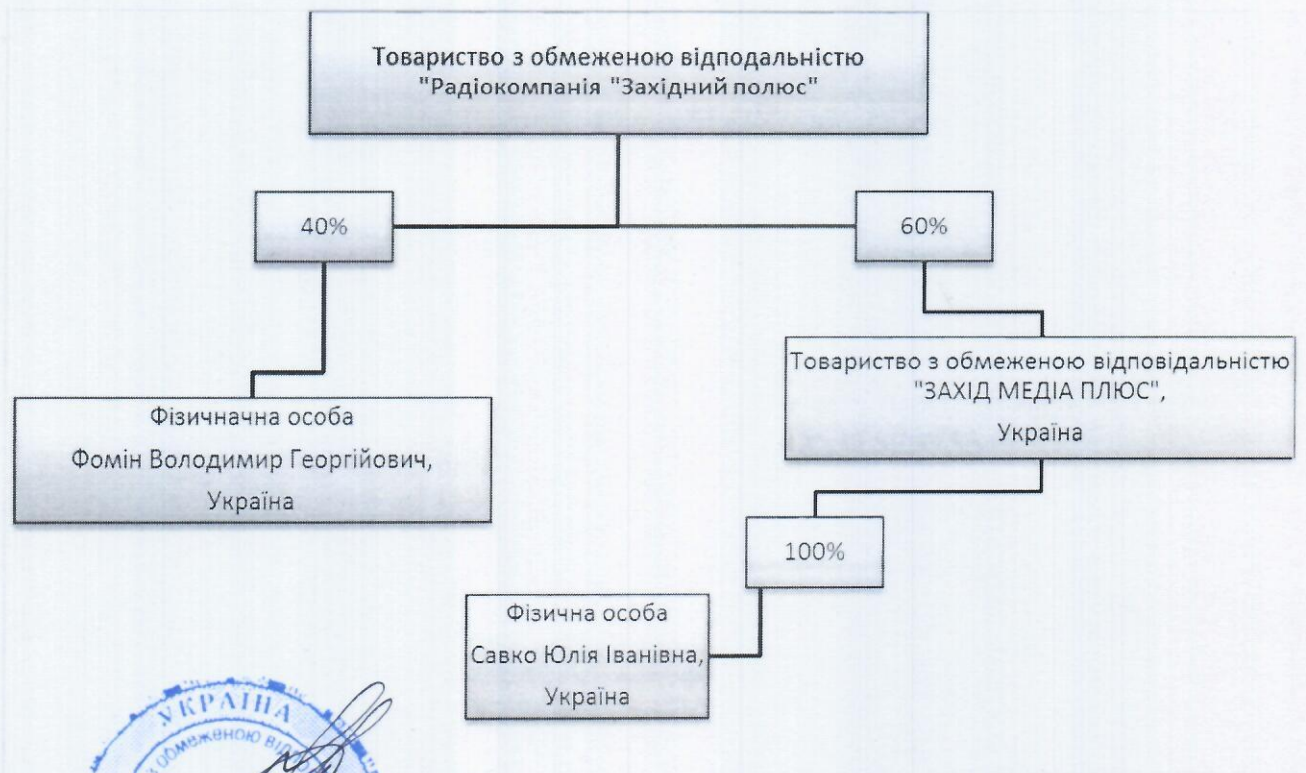 Товариство з обмеженою відподальністю
"Радіокомпанія "Західний полюс"
40%
60%
Товариство з обмеженою відповідальністю
"ЗАХІД МЕДІА ПЛЮС",
Україна
Фізичначна особа
Фомін Володимир Георгійович,
Україна
100%
Фізична особа
Савко Юлія Іванівна,
Україна
УКРАЇНА
обмеженою